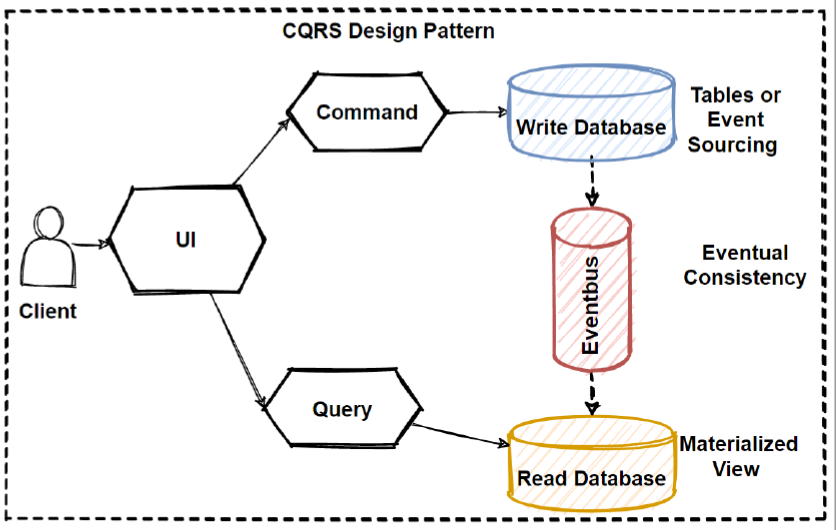 CQRS Design Pattern
Command
Write Database
Tables or
Event
Sourcing
UI
Client
Eventbus
Eventual
Consistency
Query
Read Database
Materialized
View